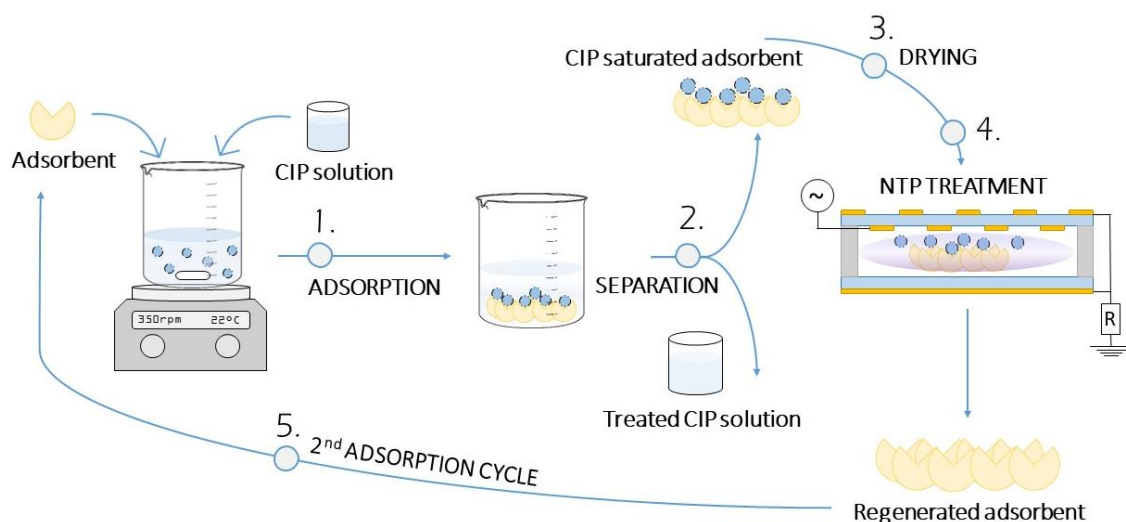 Adsorbent
CIP solution
350rpm 22°C
1.
ADSORPTION
2.
SEPARATION
CIP saturated adsorbent
Treated CIP solution
3.
DRYING
4.
NTP TREATMENT
~
R
Regenerated adsorbent
5.
2nd ADSORPTION CYCLE